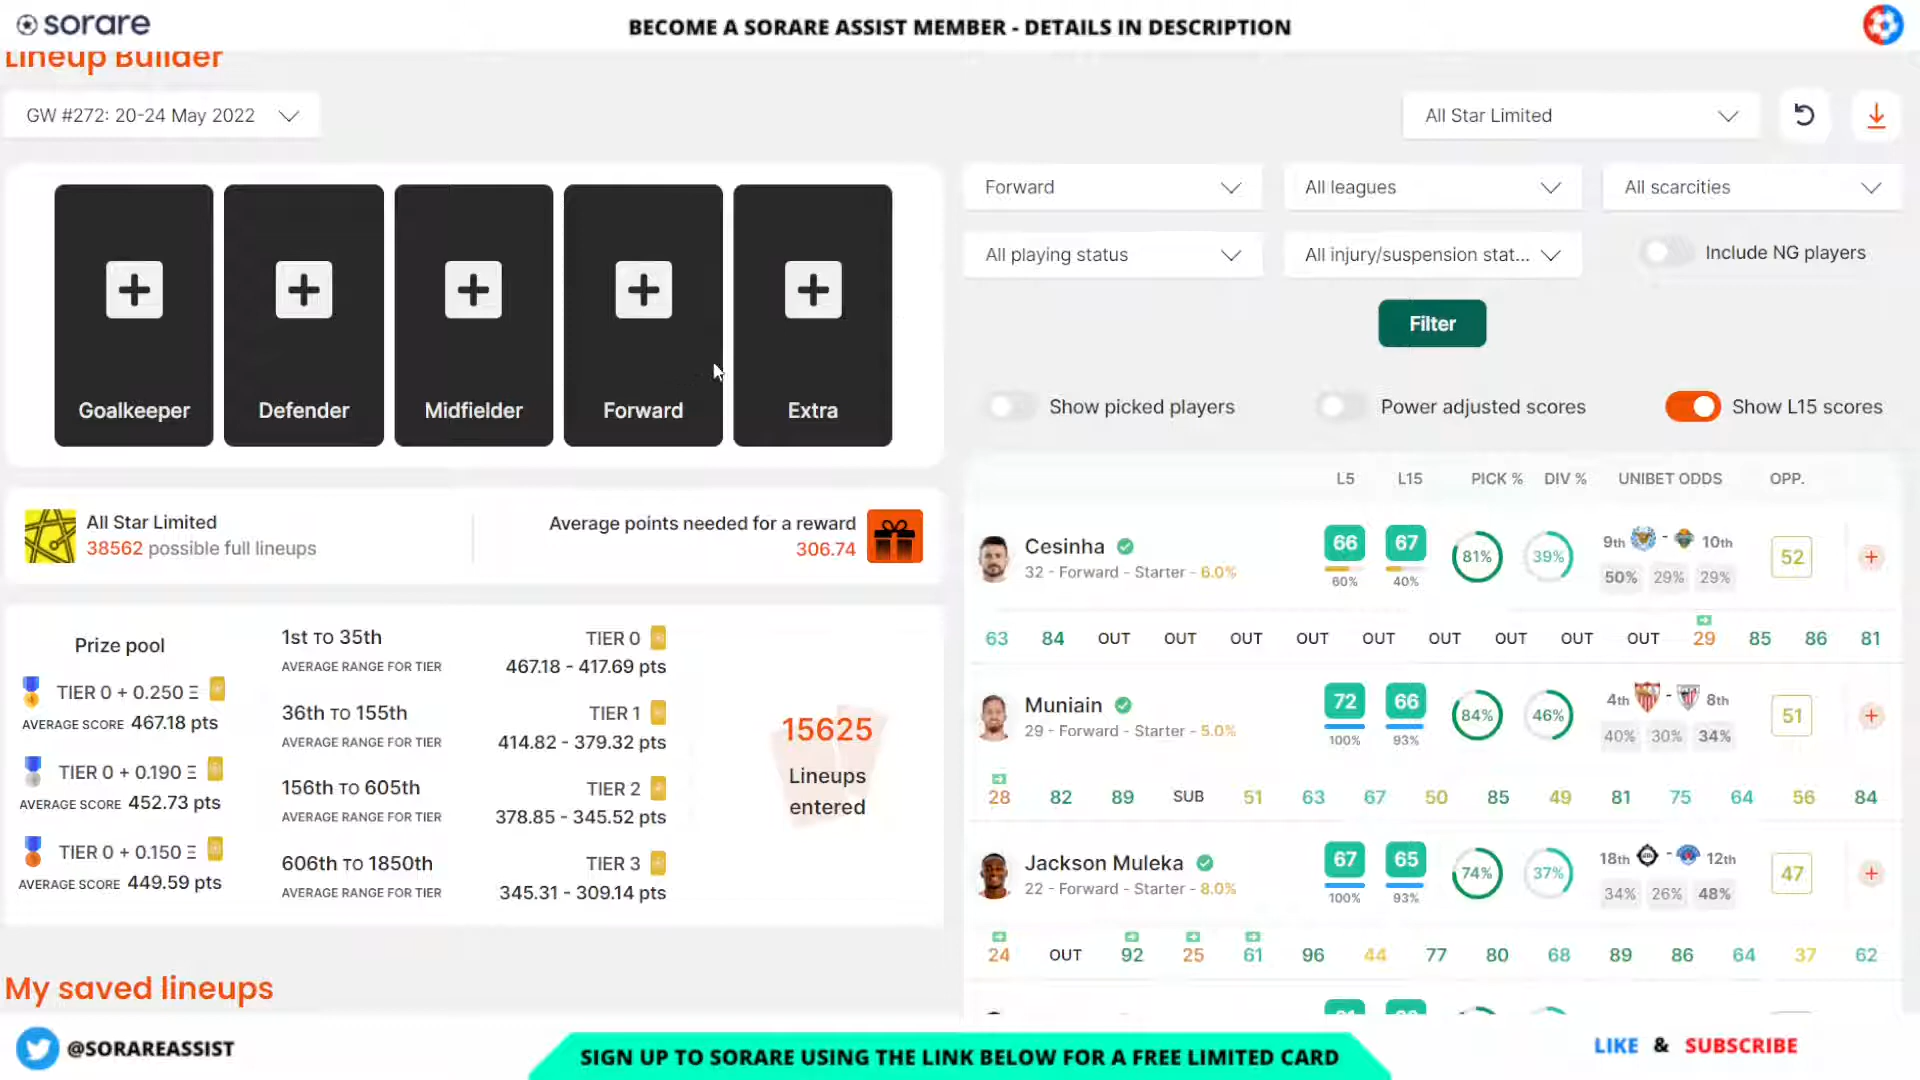 sorare
BECOME A SORARE ASSIST MEMBER - DETAILS IN DESCRIPTION
Lineup Builder
GW #272: 20-24 May 2022
All Star Limited
Goalkeeper
Defender
Midfielder
Forward
Extra
All Star Limited
38562 possible full lineups
Average points needed for a reward
306.74
Prize pool
TIER 0 + 0.250 Ξ
AVERAGE SCORE 467.18 pts
TIER 0 + 0.190 Ξ
AVERAGE SCORE 452.73 pts
TIER 0 + 0.150 Ξ
AVERAGE SCORE 449.59 pts
1st TO 35th TIER 0
AVERAGE RANGE FOR TIER 467.18 - 417.69 pts
36th TO 155th TIER 1
AVERAGE RANGE FOR TIER 414.82 - 379.32 pts
156th TO 605th TIER 2
AVERAGE RANGE FOR TIER 378.85 - 345.52 pts
606th TO 1850th TIER 3
AVERAGE RANGE FOR TIER 345.31 - 309.14 pts
15625
Lineups
entered
My saved lineups
Forward All leagues All scarcities
All playing status All injury/suspension stat... Include NG players
Filter
Show picked players Power adjusted scores Show L15 scores
L5 L15 PICK % DIV % UNIBET ODDS OPP.
Cesinha 66 67 81% 39% 9th - 10th 52 +
32 - Forward - Starter - 6.0% 60% 40% 50% 29% 29%
63 84 OUT OUT OUT OUT OUT OUT OUT OUT OUT 29 85 86 81
Muniain 72 66 84% 46% 4th - 8th 51 +
29 - Forward - Starter - 5.0% 100% 93% 40% 30% 34%
28 82 89 SUB 51 63 67 50 85 49 81 75 64 56 84
Jackson Muleka 67 65 74% 37% 18th - 12th 47 +
22 - Forward - Starter - 8.0% 100% 93% 34% 26% 48%
24 OUT 92 25 61 96 44 77 80 68 89 86 64 37 62
@SORAREASSIST
SIGN UP TO SORARE USING THE LINK BELOW FOR A FREE LIMITED CARD
LIKE & SUBSCRIBE